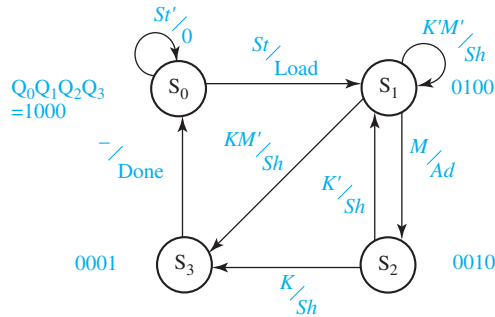 St′/0
St/Load
K′M′/Sh
Q₀Q₁Q₂Q₃
=1000
S₀
S₁
0100
–/Done
KM′/Sh
K′/Sh
M/Ad
0001
S₃
S₂
0010
K/Sh